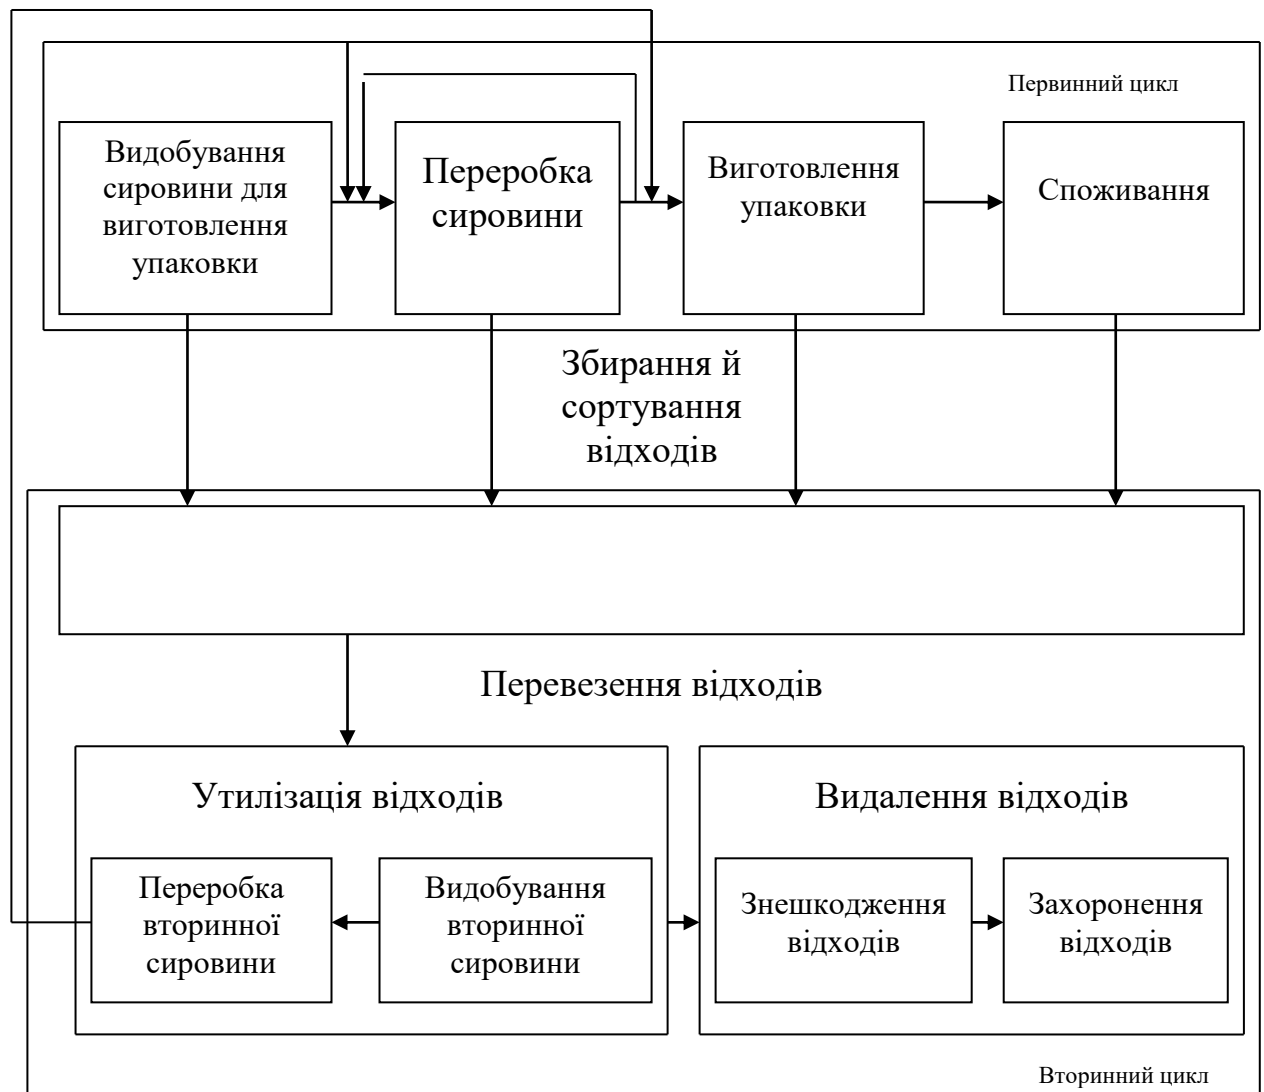 Первинний цикл
Видобування
сировини для
виготовлення
упаковки
Переробка
сировини
Виготовлення
упаковки
Споживання
Збирання й
сортування
відходів
Перевезення відходів
Утилізація відходів
Переробка
вторинної
сировини
Видобування
вторинної
сировини
Видалення відходів
Знешкодження
відходів
Захоронення
відходів
Вторинний цикл